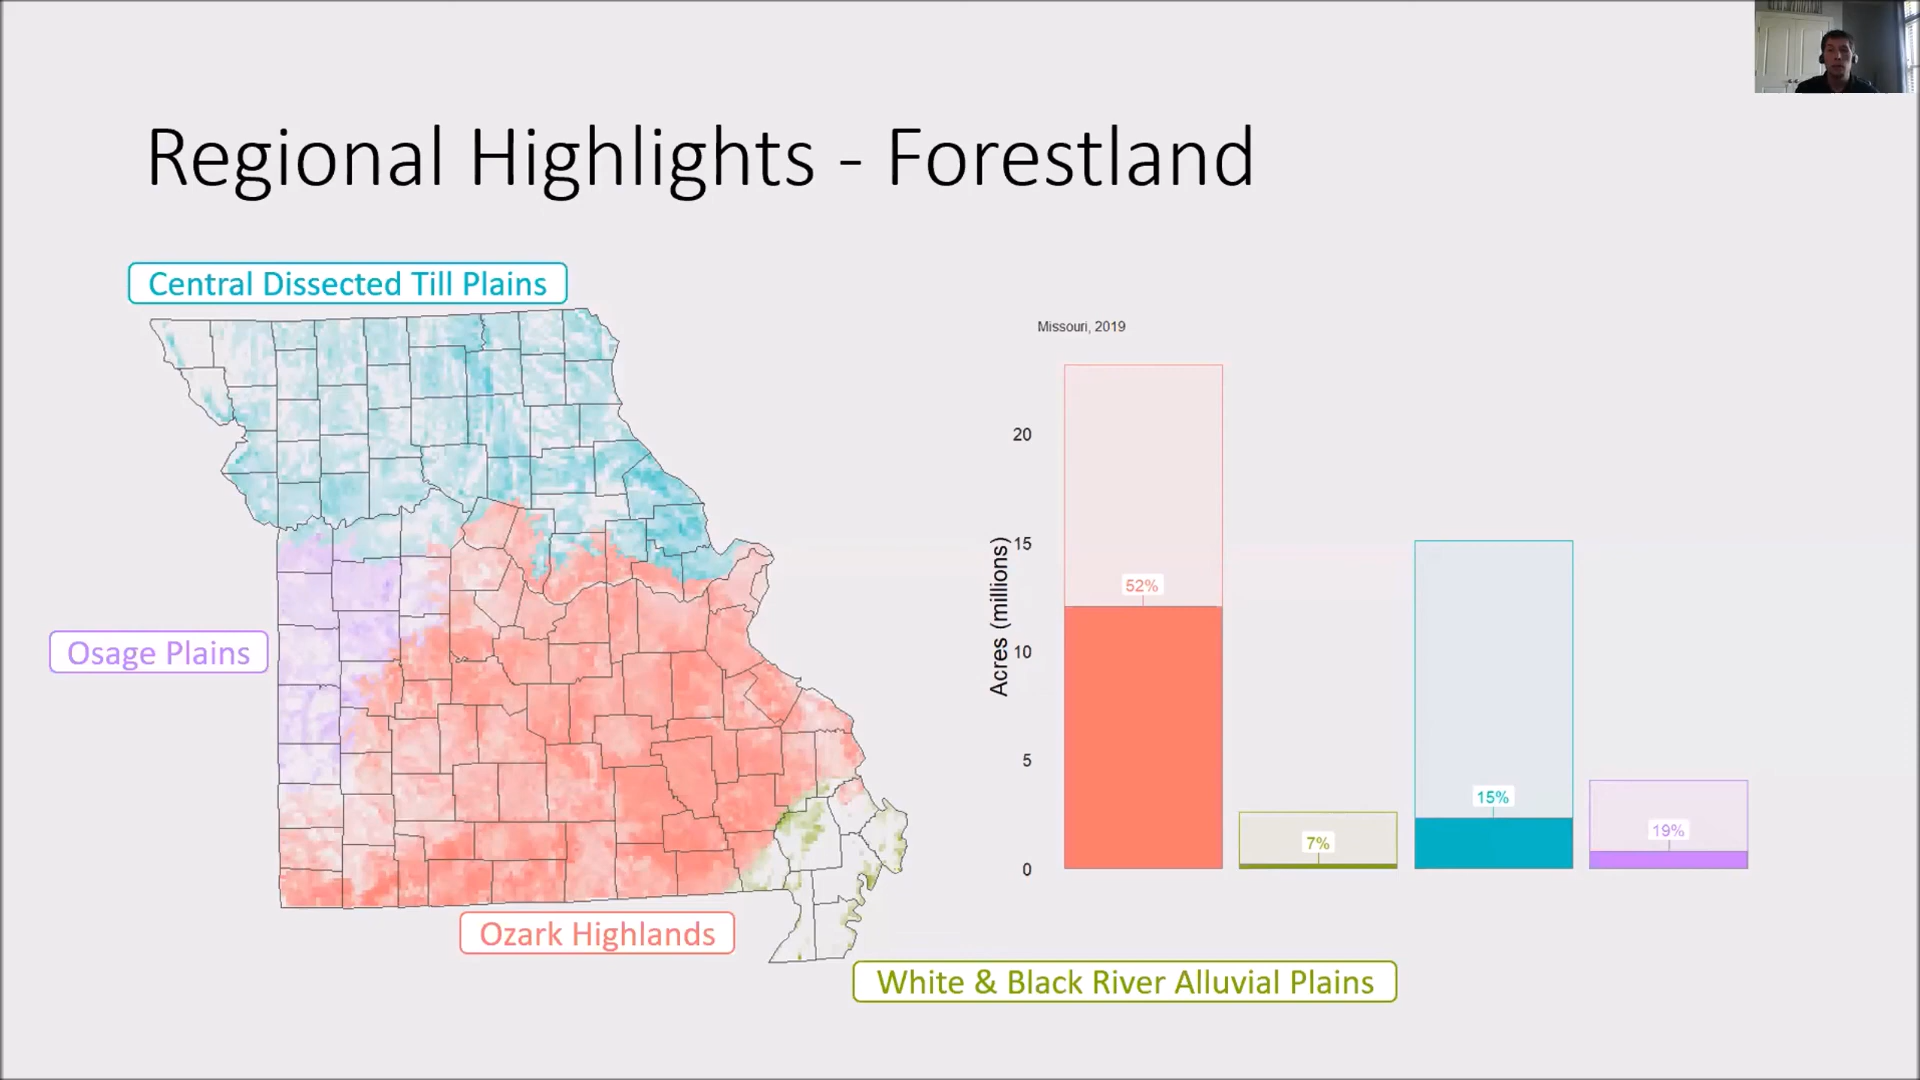 Regional Highlights - Forestland
Central Dissected Till Plains
Osage Plains
Ozark Highlands
White & Black River Alluvial Plains
Missouri, 2019
Acres (millions)
20
15
10
5
0
52%
7%
15%
19%